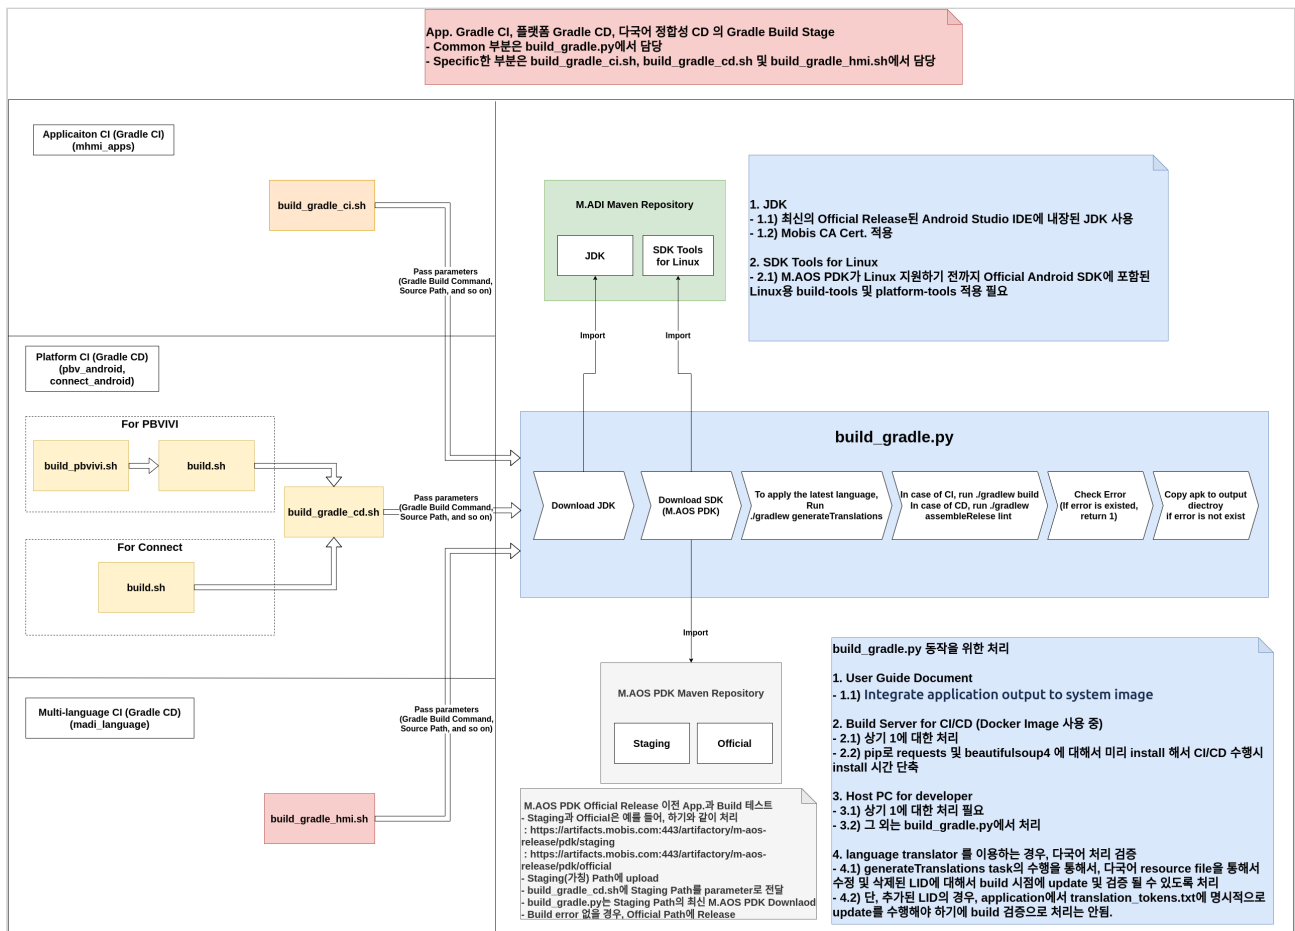 App. Gradle CI, 플랫폼 Gradle CD, 다국어 정합성 CD 의 Gradle Build Stage
- Common 부분은 build_gradle.py에서 담당
- Specific한 부분은 build_gradle_ci.sh, build_gradle_cd.sh 및 build_gradle_hmi.sh에서 담당
Applicaiton CI (Gradle CI)
(mhmi_apps)
build_gradle_ci.sh
Pass parameters
(Gradle Build Command,
Source Path, and so on)
Platform CI (Gradle CD)
(pbv_android,
connect_android)
For PBVIVI
build_pbvivi.sh
build.sh
build_gradle_cd.sh
For Connect
build.sh
Pass parameters
(Gradle Build Command,
Source Path, and so on)
Multi-language CI (Gradle CD)
(madi_language)
Pass parameters
(Gradle Build Command,
Source Path, and so on)
build_gradle_hmi.sh
M.ADI Maven Repository
JDK
SDK Tools
for Linux
Import
Import
1. JDK
- 1.1) 최신의 Official Release된 Android Studio IDE에 내장된 JDK 사용
- 1.2) Mobis CA Cert. 적용
2. SDK Tools for Linux
- 2.1) M.AOS PDK가 Linux 지원하기 전까지 Official Android SDK에 포함된
Linux용 build-tools 및 platform-tools 적용 필요
build_gradle.py
Download JDK
Download SDK
(M.AOS PDK)
To apply the latest language,
Run
./gradlew generateTranslations
In case of CI, run ./gradlew build
In case of CD, run ./gradlew
assembleRelese lint
Check Error
(If error is existed,
return 1)
Copy apk to output
diectroy
if error is not exist
Import
M.AOS PDK Maven Repository
Staging
Official
M.AOS PDK Official Release 이전 App.과 Build 테스트
- Staging과 Official은 예를 들어, 하기와 같이 처리
: https://artifacts.mobis.com:443/artifactory/m-aos-
release/pdk/staging
: https://artifacts.mobis.com:443/artifactory/m-aos-
release/pdk/official
- Staging(가칭) Path에 upload
- build_gradle_cd.sh에 Staging Path를 parameter로 전달
- build_gradle.py는 Staging Path의 최신 M.AOS PDK Downlaod
- Build error 없을 경우, Official Path에 Release
build_gradle.py 동작을 위한 처리
1. User Guide Document
- 1.1) Integrate application output to system image
2. Build Server for CI/CD (Docker Image 사용 중)
- 2.1) 상기 1에 대한 처리
- 2.2) pip로 requests 및 beautifulsoup4 에 대해서 미리 install 해서 CI/CD 수행시
install 시간 단축
3. Host PC for developer
- 3.1) 상기 1에 대한 처리 필요
- 3.2) 그 외는 build_gradle.py에서 처리
4. language translator 를 이용하는 경우, 다국어 처리 검증
- 4.1) generateTranslations task의 수행을 통해서, 다국어 resource file을 통해서
수정 및 삭제된 LID에 대해서 build 시점에 update 및 검증 될 수 있도록 처리
- 4.2) 단, 추가된 LID의 경우, application에서 translation_tokens.txt에 명시적으로
update를 수행해야 하기에 build 검증으로 처리는 안됨.